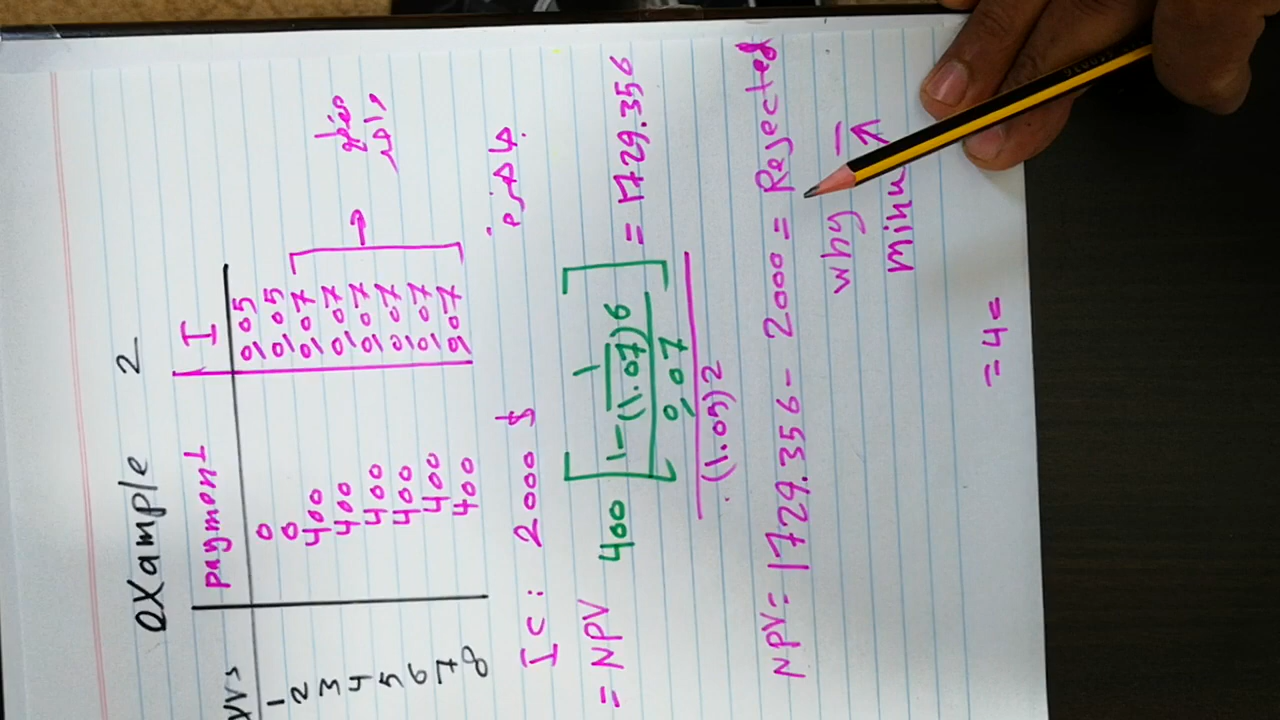 example 2
yrs payment I
1 0 0.05
2 0 0.05
3 400 0.07
4 400 0.07
5 400 0.07
6 400 0.07
7 400 0.07
8 400 0.07
→
Ic: 2000 $
= NPV 400 [ 1 - 1 / (1.07)6 / 0.07 ] = 1729.356
(1.05)2
NPV = 1729.356 - 2000 = Rejected
why —
minu
= 40